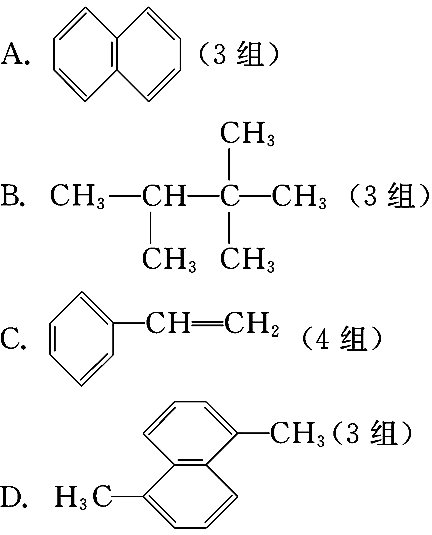 A. (3组)
CH₃
B. CH₃—CH—C—CH₃ (3组)
CH₃ CH₃
C. —CH=CH₂ (4组)
—CH₃(3组)
D. H₃C—